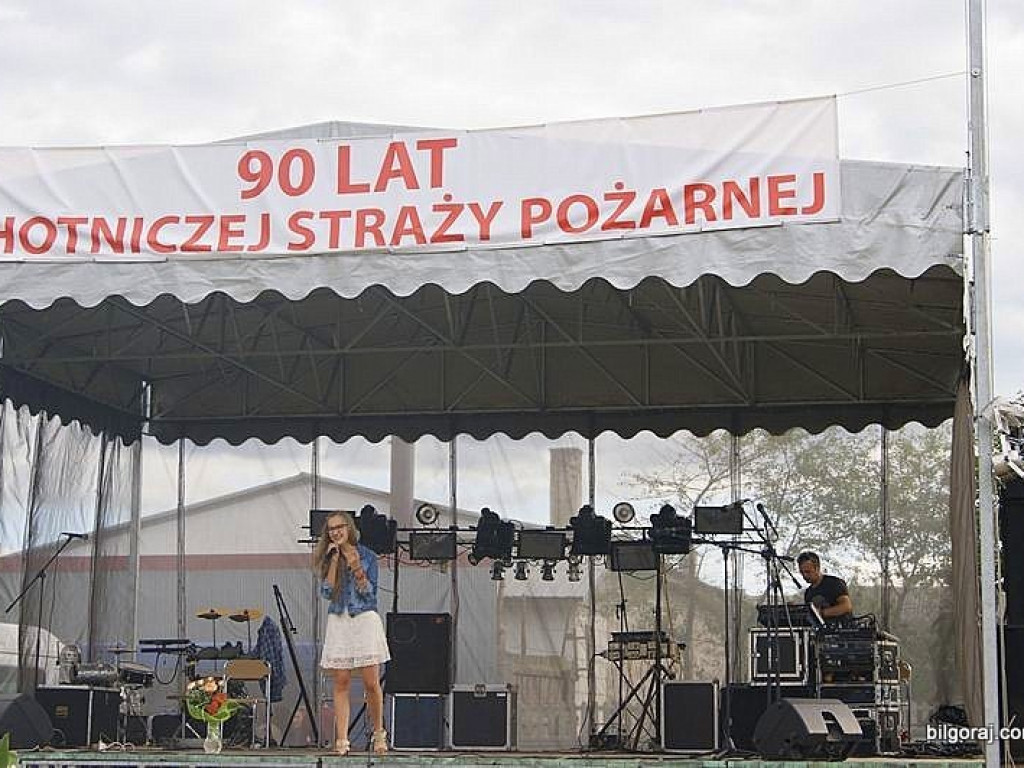 90 LAT
HOTNICZEJ STRAŻY POŻARNEJ
bilgoraj.co